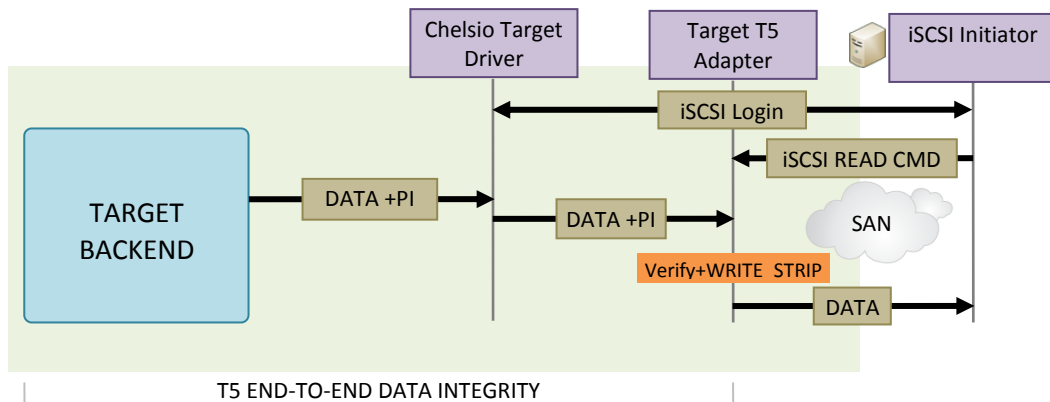 Chelsio Target
Driver
Target T5
Adapter
iSCSI Initiator
iSCSI Login
iSCSI READ CMD
DATA +PI
DATA +PI
SAN
TARGET
BACKEND
Verify+WRITE STRIP
DATA
T5 END-TO-END DATA INTEGRITY